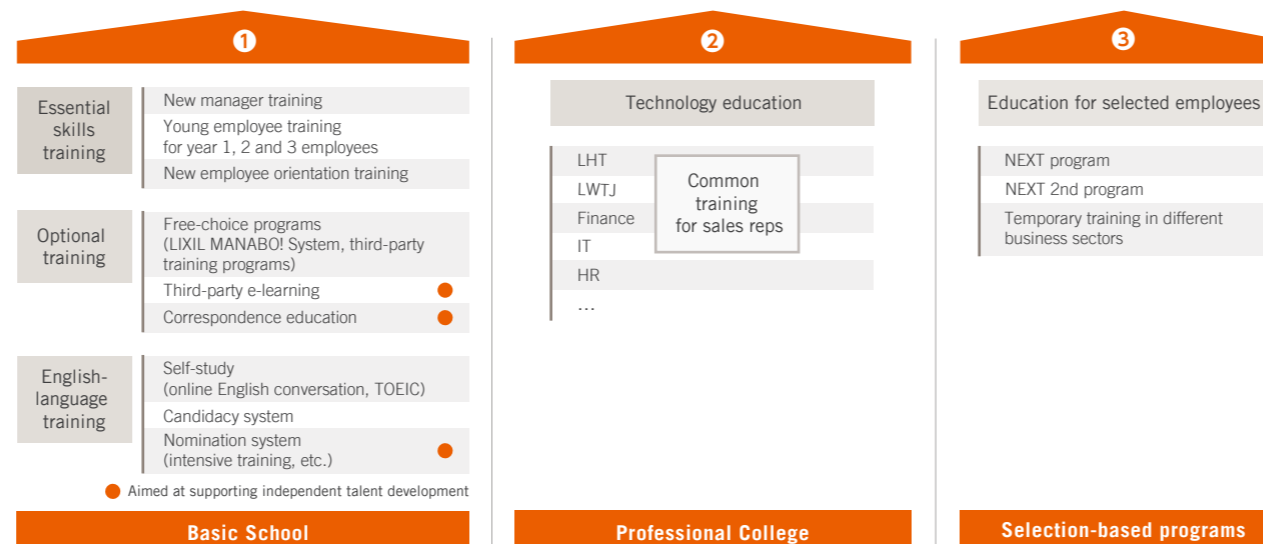 ❶
Essential
skills
training
New manager training
Young employee training
for year 1, 2 and 3 employees
New employee orientation training
Optional
training
Free-choice programs
(LIXIL MANABO! System, third-party
training programs)
Third-party e-learning
Correspondence education
English-
language
training
Self-study
(online English conversation, TOEIC)
Candidacy system
Nomination system
(intensive training, etc.)
Aimed at supporting independent talent development
Basic School
❷
Technology education
LHT
LWTJ
Finance
IT
HR
…
Common
training
for sales reps
Professional College
❸
Education for selected employees
NEXT program
NEXT 2nd program
Temporary training in different
business sectors
Selection-based programs